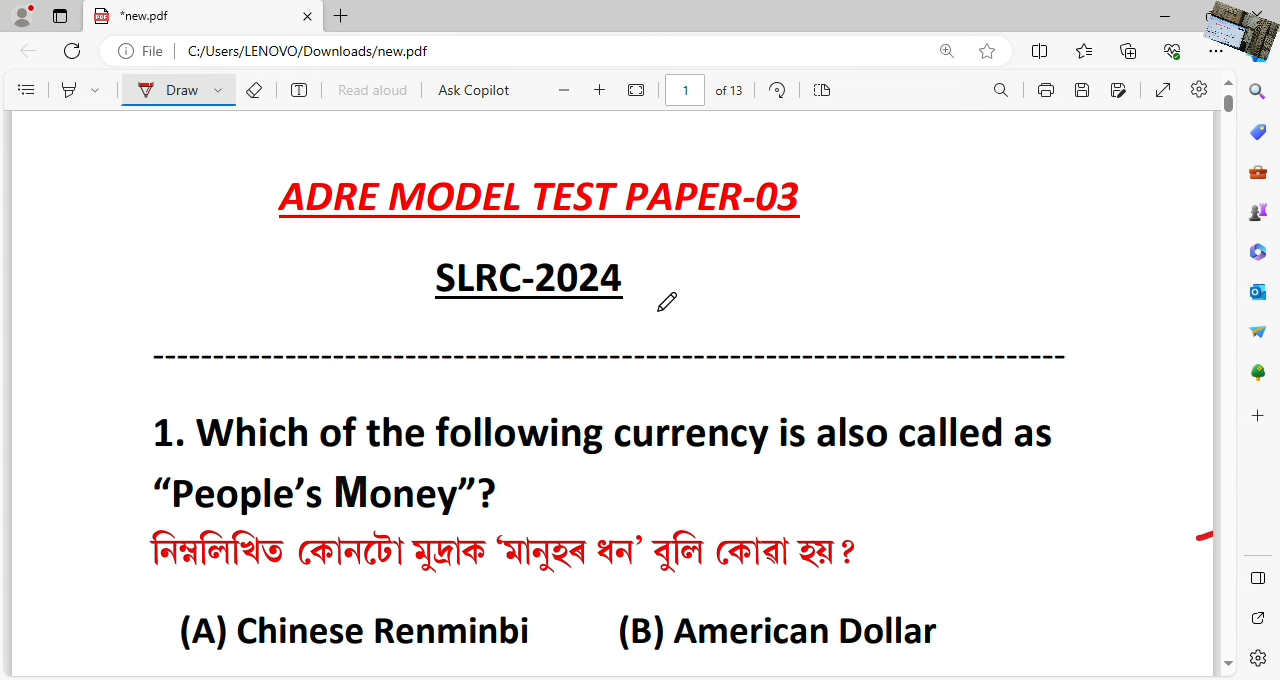 *new.pdf
File
C:/Users/LENOVO/Downloads/new.pdf
Draw
Read aloud
Ask Copilot
1
of 13
ADRE MODEL TEST PAPER-03
SLRC-2024
----------------------------------------------------------------------------
1. Which of the following currency is also called as
“People’s Money”?
নিম্নলিখিত কোনটো মুদ্ৰাক ‘মানুহৰ ধন’ বুলি কোৱা হয়?
(A) Chinese Renminbi (B) American Dollar